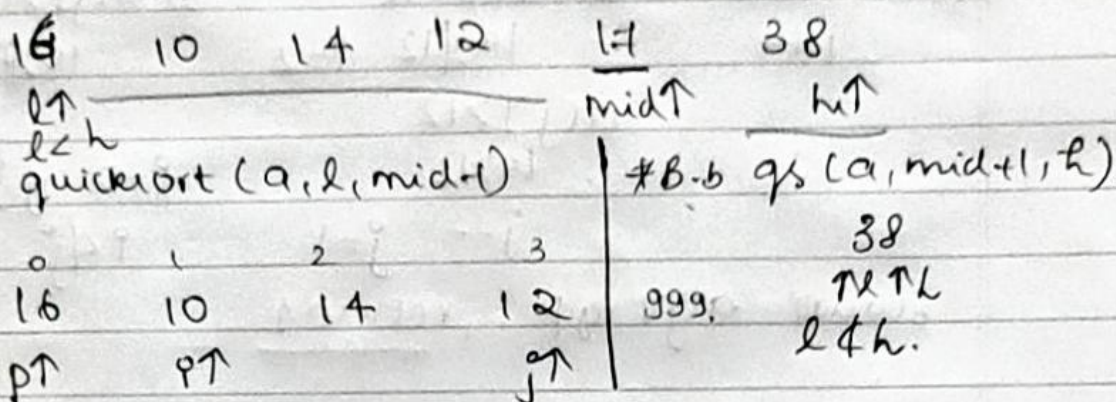 16 10 14 12 17 38
l↑ mid↑ h↑
l<h
quicksort (a, l, mid-1) #B.b qs (a, mid+1, h)
0 1 2 3 38
16 10 14 12 999. ↑l ↑h
p↑ p↑ j↑ l≮h.